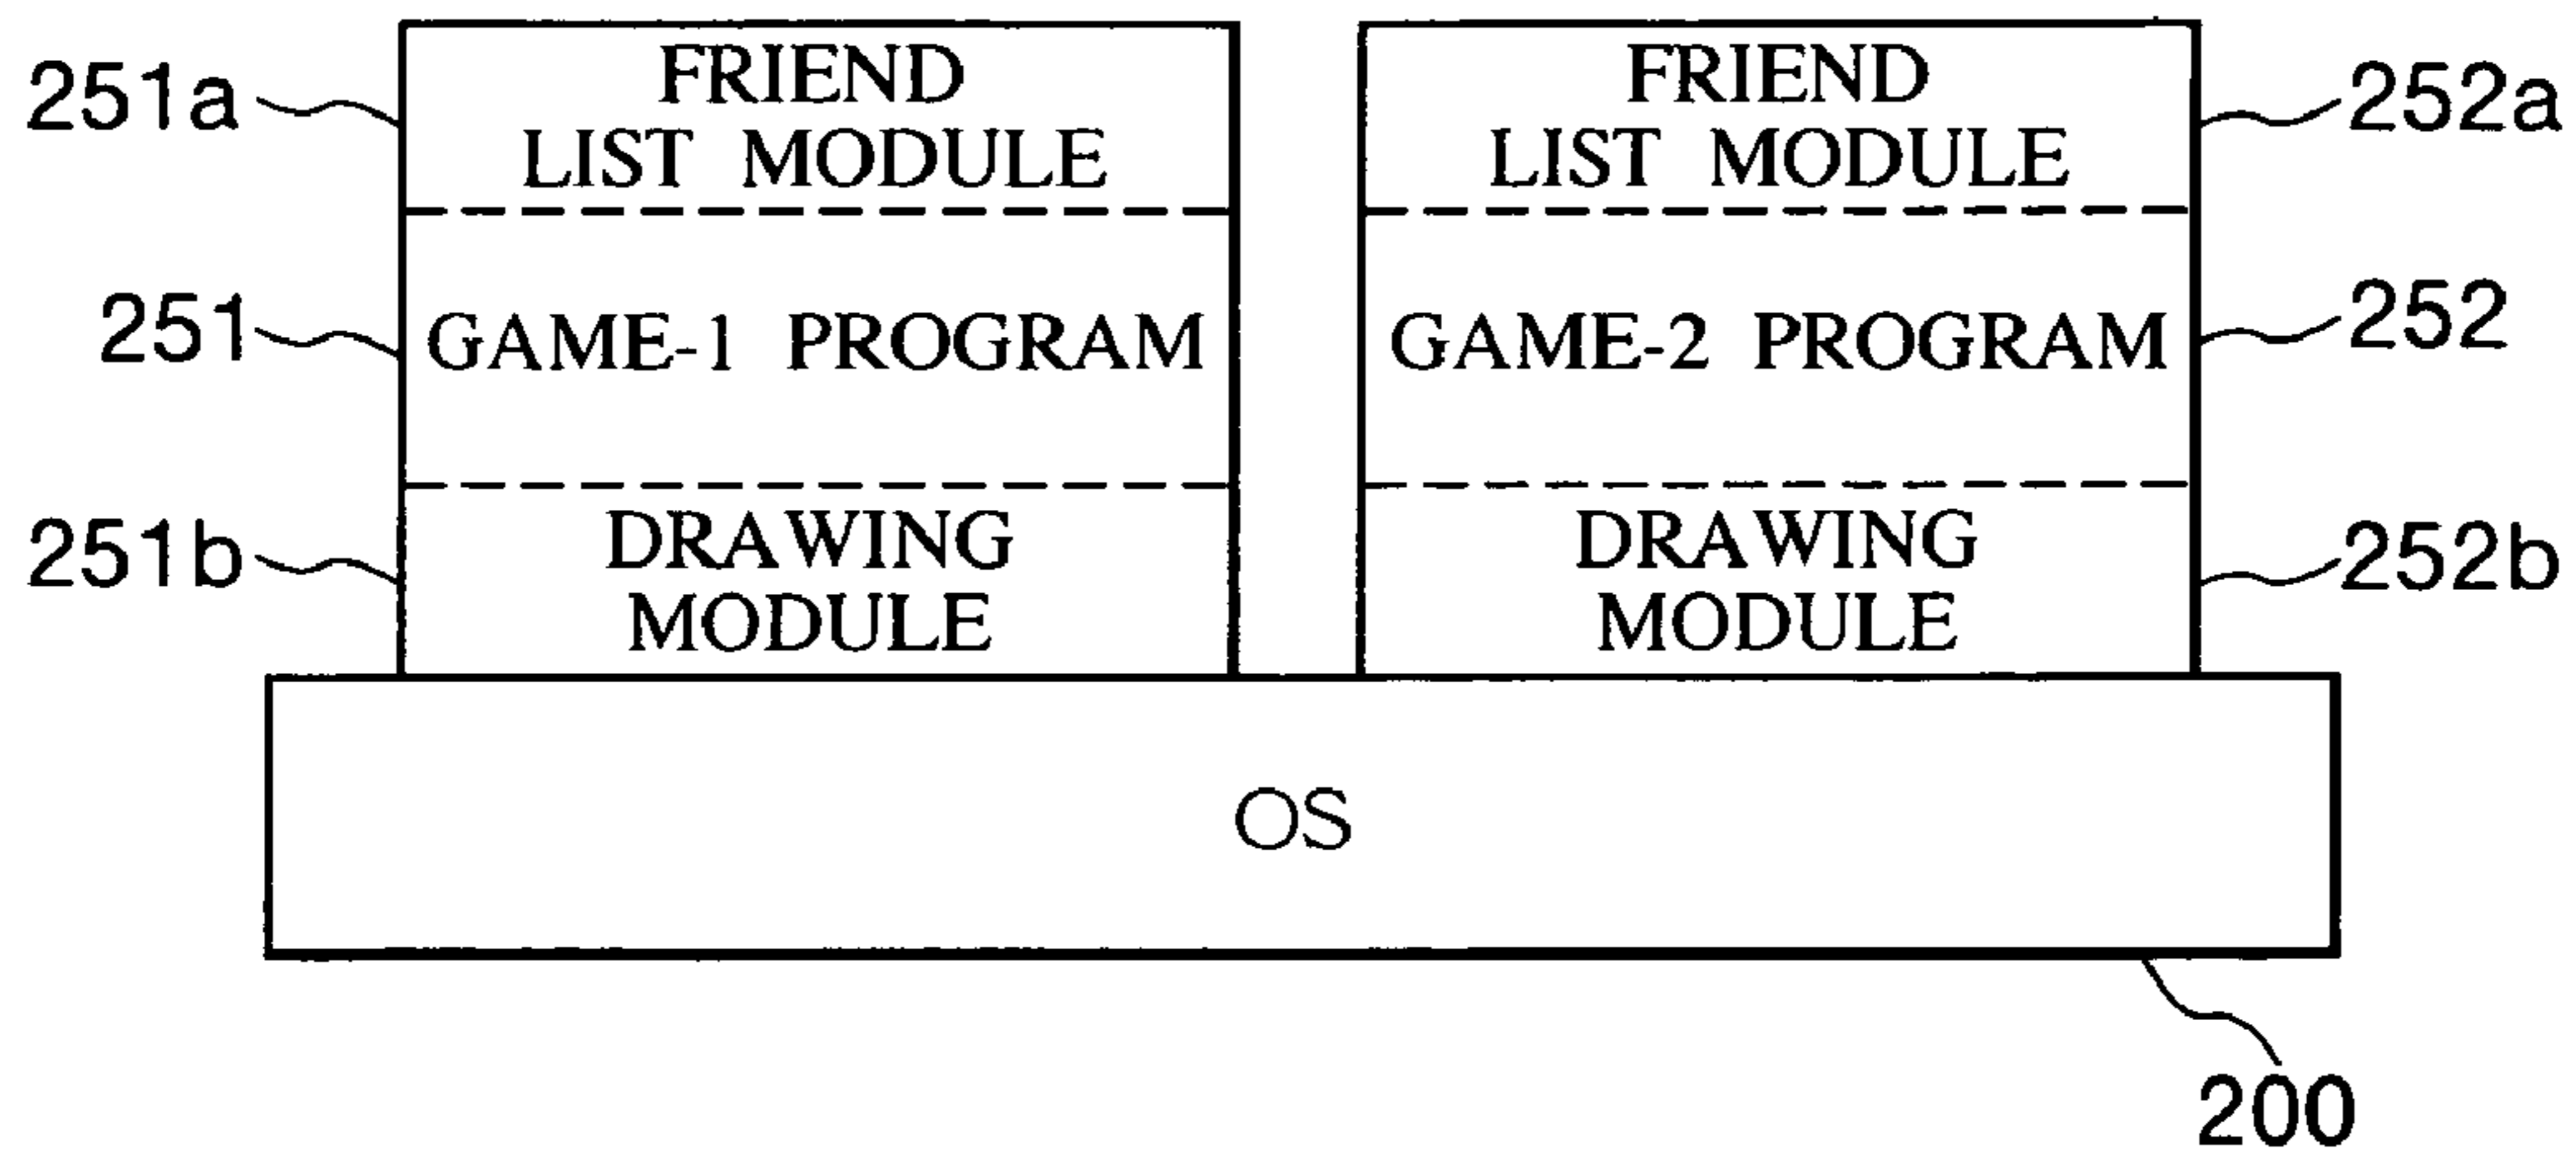 FRIEND
LIST MODULE
251a
GAME-1 PROGRAM
251
DRAWING
MODULE
251b
FRIEND
LIST MODULE
252a
GAME-2 PROGRAM
252
DRAWING
MODULE
252b
OS
200